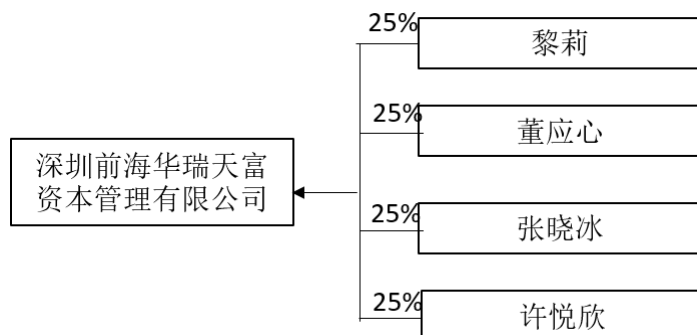 25%
黎莉
25%
董应心
深圳前海华瑞天富
资本管理有限公司
25%
张晓冰
25%
许悦欣